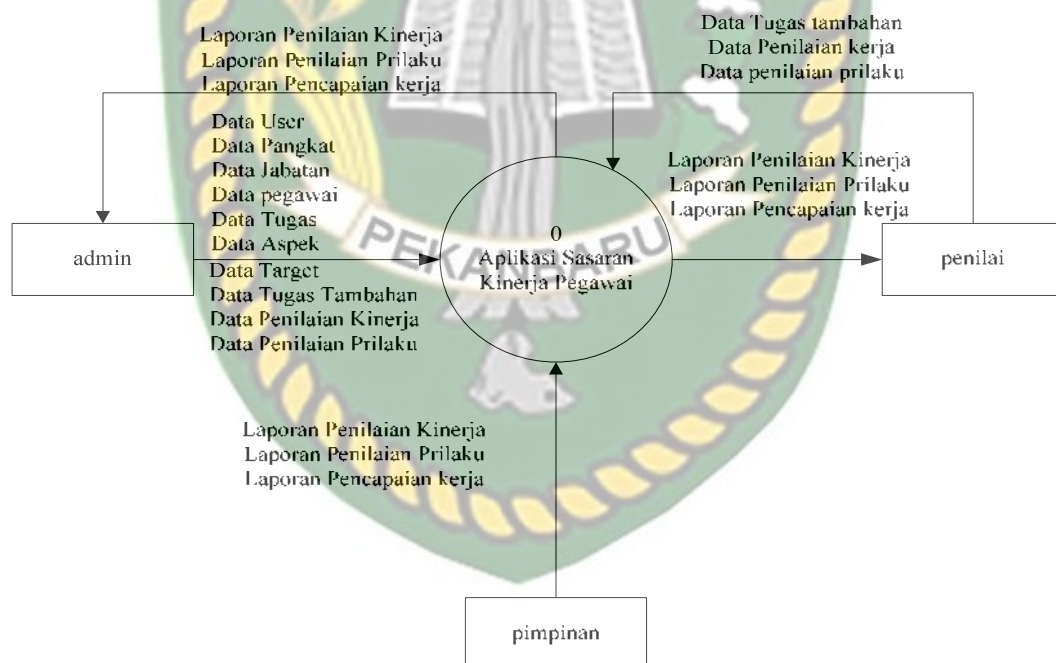 Laporan Penilaian Kinerja
Laporan Penilaian Prilaku
Laporan Pencapaian kerja
Data Tugas tambahan
Data Penilaian kerja
Data penilaian prilaku
Data User
Data Pangkat
Data Jabatan
Data pegawai
Data Tugas
Data Aspek
Data Target
Data Tugas Tambahan
Data Penilaian Kinerja
Data Penilaian Prilaku
Laporan Penilaian Kinerja
Laporan Penilaian Prilaku
Laporan Pencapaian kerja
admin
0
Aplikasi Sasaran
Kinerja Pegawai
PEKANBARU
penilai
Laporan Penilaian Kinerja
Laporan Penilaian Prilaku
Laporan Pencapaian kerja
pimpinan